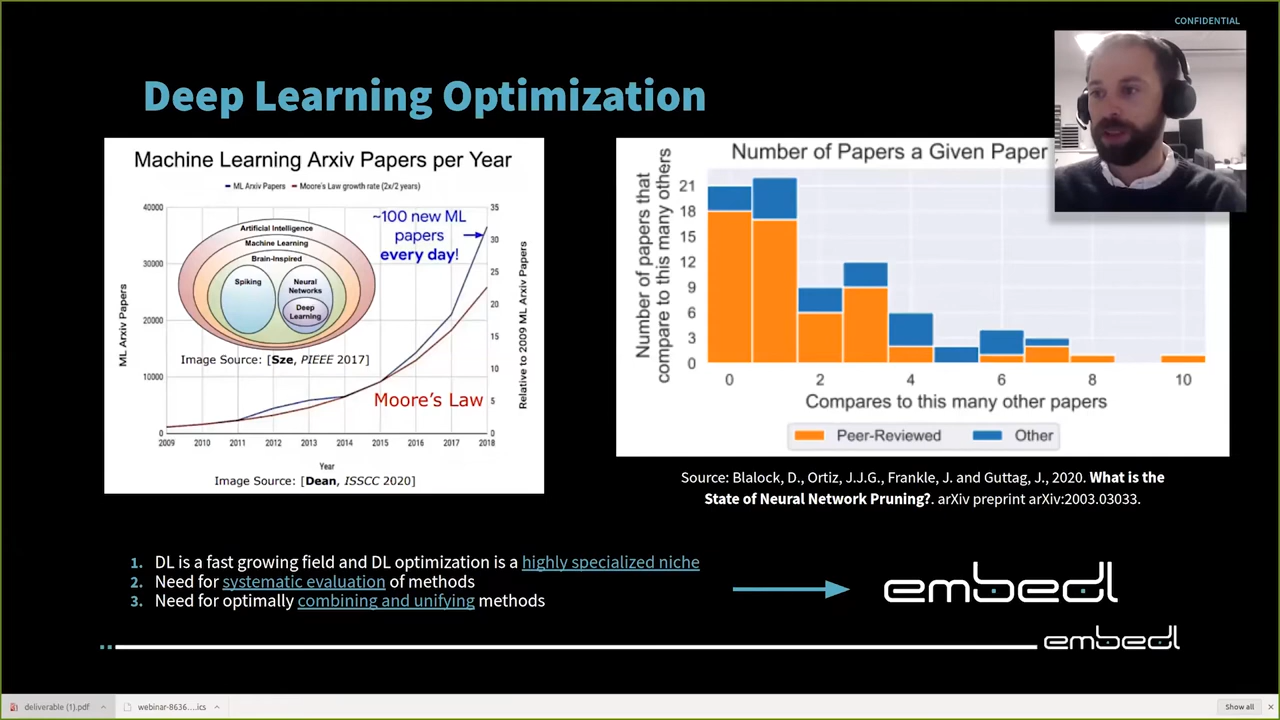 CONFIDENTIAL
Deep Learning Optimization
Machine Learning Arxiv Papers per Year
ML Arxiv Papers
Moore's Law growth rate (2x/2 years)
40000
30000
20000
10000
0
ML Arxiv Papers
35
30
25
20
15
10
5
0
Relative to 2009 ML Arxiv Papers
~100 new ML
papers
every day!
Artificial Intelligence
Machine Learning
Brain-Inspired
Spiking
Neural
Networks
Deep
Learning
Image Source: [Sze, PIEEE 2017]
Moore's Law
2009 2010 2011 2012 2013 2014 2015 2016 2017 2018
Year
Image Source: [Dean, ISSCC 2020]
Number of Papers a Given Paper
Number of papers that
compare to this many others
21
18
15
12
9
6
3
0
0 2 4 6 8 10
Compares to this many other papers
Peer-Reviewed
Other
Source: Blalock, D., Ortiz, J.J.G., Frankle, J. and Guttag, J., 2020. What is the
State of Neural Network Pruning?. arXiv preprint arXiv:2003.03033.
1. DL is a fast growing field and DL optimization is a highly specialized niche
2. Need for systematic evaluation of methods
3. Need for optimally combining and unifying methods
embedl
embedl
deliverable (1).pdf
webinar-8636....ics
Show all